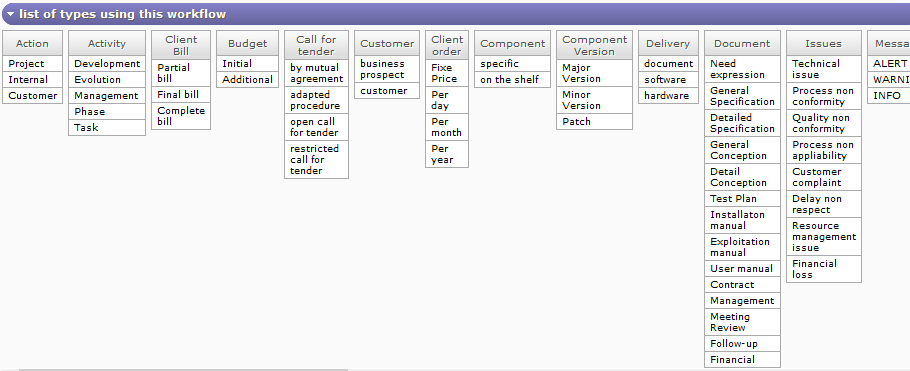 list of types using this workflow
Action
Project
Internal
Customer
Activity
Development
Evolution
Management
Phase
Task
Client
Bill
Partial
bill
Final bill
Complete
bill
Budget
Initial
Additional
Call for
tender
by mutual
agreement
adapted
procedure
open call
for tender
restricted
call for
tender
Customer
business
prospect
customer
Client
order
Fixe
Price
Per
day
Per
month
Per
year
Component
specific
on the shelf
Component
Version
Major
Version
Minor
Version
Patch
Delivery
document
software
hardware
Document
Need
expression
General
Specification
Detailed
Specification
General
Conception
Detail
Conception
Test Plan
Installaton
manual
Exploitation
manual
User manual
Contract
Management
Meeting
Review
Follow-up
Financial
Issues
Technical
issue
Process non
conformity
Quality non
conformity
Process non
appliability
Customer
complaint
Delay non
respect
Resource
management
issue
Financial
loss
Messa
ALERT
WARNI
INFO